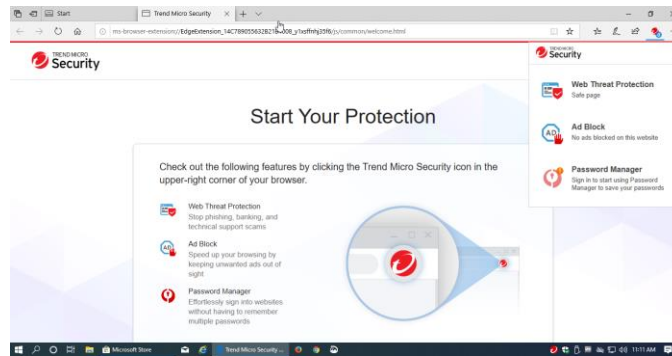 Start
Trend Micro Security
TREND MICRO
Security
Start Your Protection
Check out the following features by clicking the Trend Micro Security icon in the
upper-right corner of your browser.
Web Threat Protection
Stop phishing, banking, and
technical support scams
Ad Block
Speed up your browsing by
keeping unwanted ads out of
sight
Password Manager
Effortlessly sign into websites
without having to remember
multiple passwords
Security
Web Threat Protection
Safe page
Ad Block
No ads blocked on this website
Password Manager
Sign in to start using Password
Manager to save your passwords
Microsoft Store
Trend Micro Security ...
11:11 AM